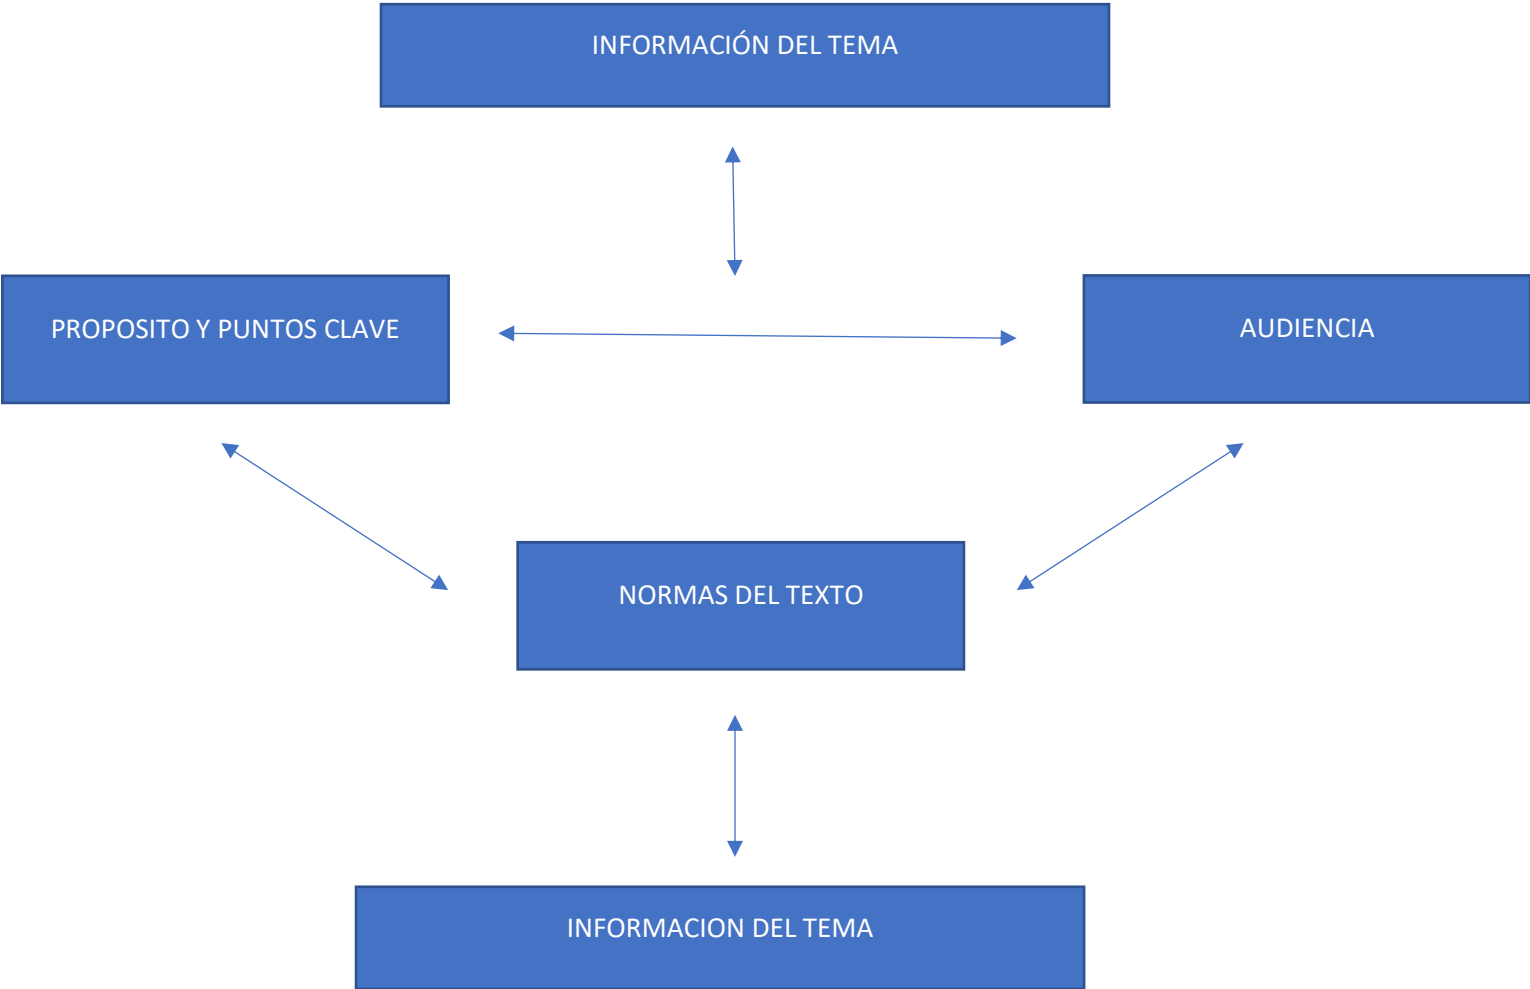 INFORMACIÓN DEL TEMA
PROPOSITO Y PUNTOS CLAVE
AUDIENCIA
NORMAS DEL TEXTO
INFORMACION DEL TEMA